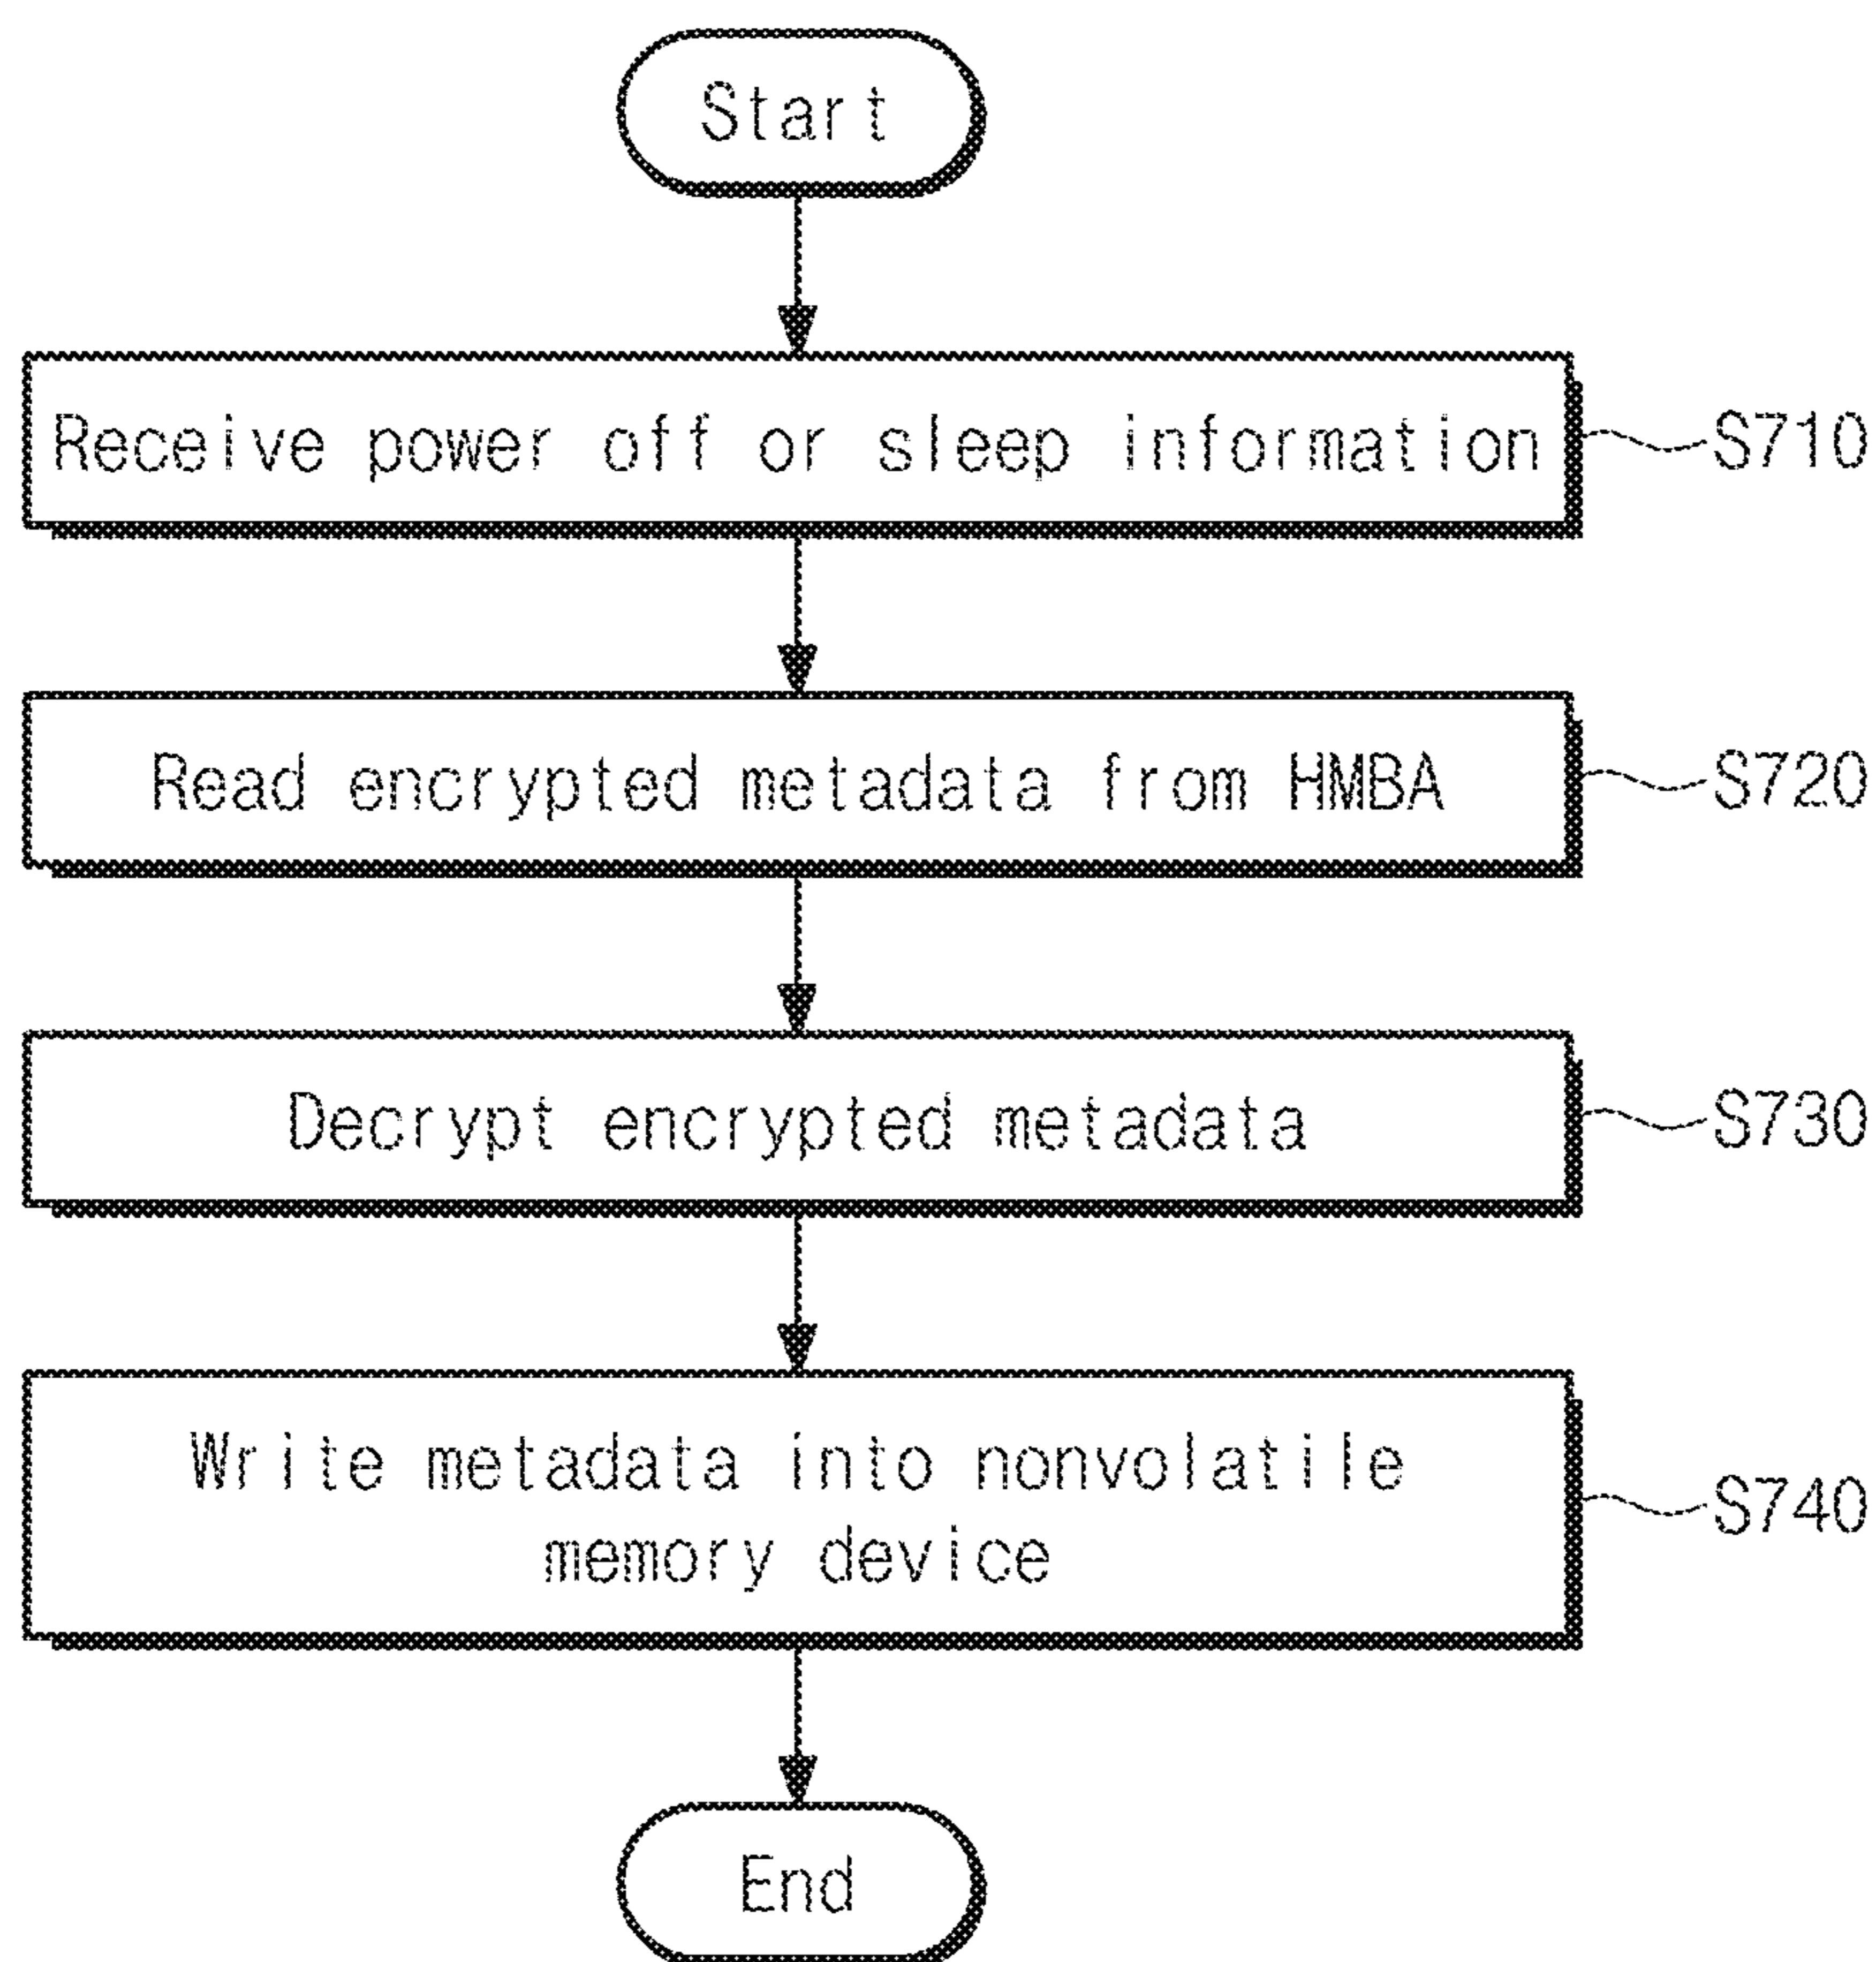 Start
Receive power off or sleep information
S710
Read encrypted metadata from HMBA
S720
Decrypt encrypted metadata
S730
Write metadata into nonvolatile
memory device
S740
End